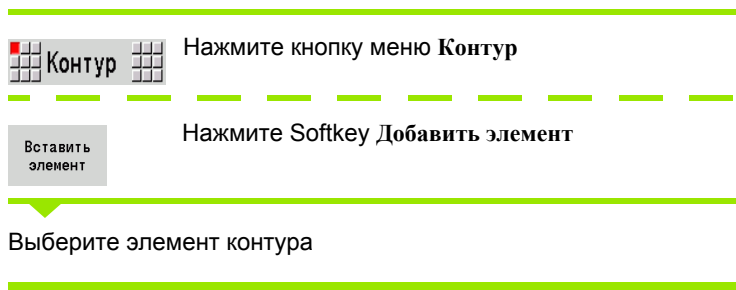 Контур
Нажмите кнопку меню Контур
Вставить
элемент
Нажмите Softkey Добавить элемент
Выберите элемент контура